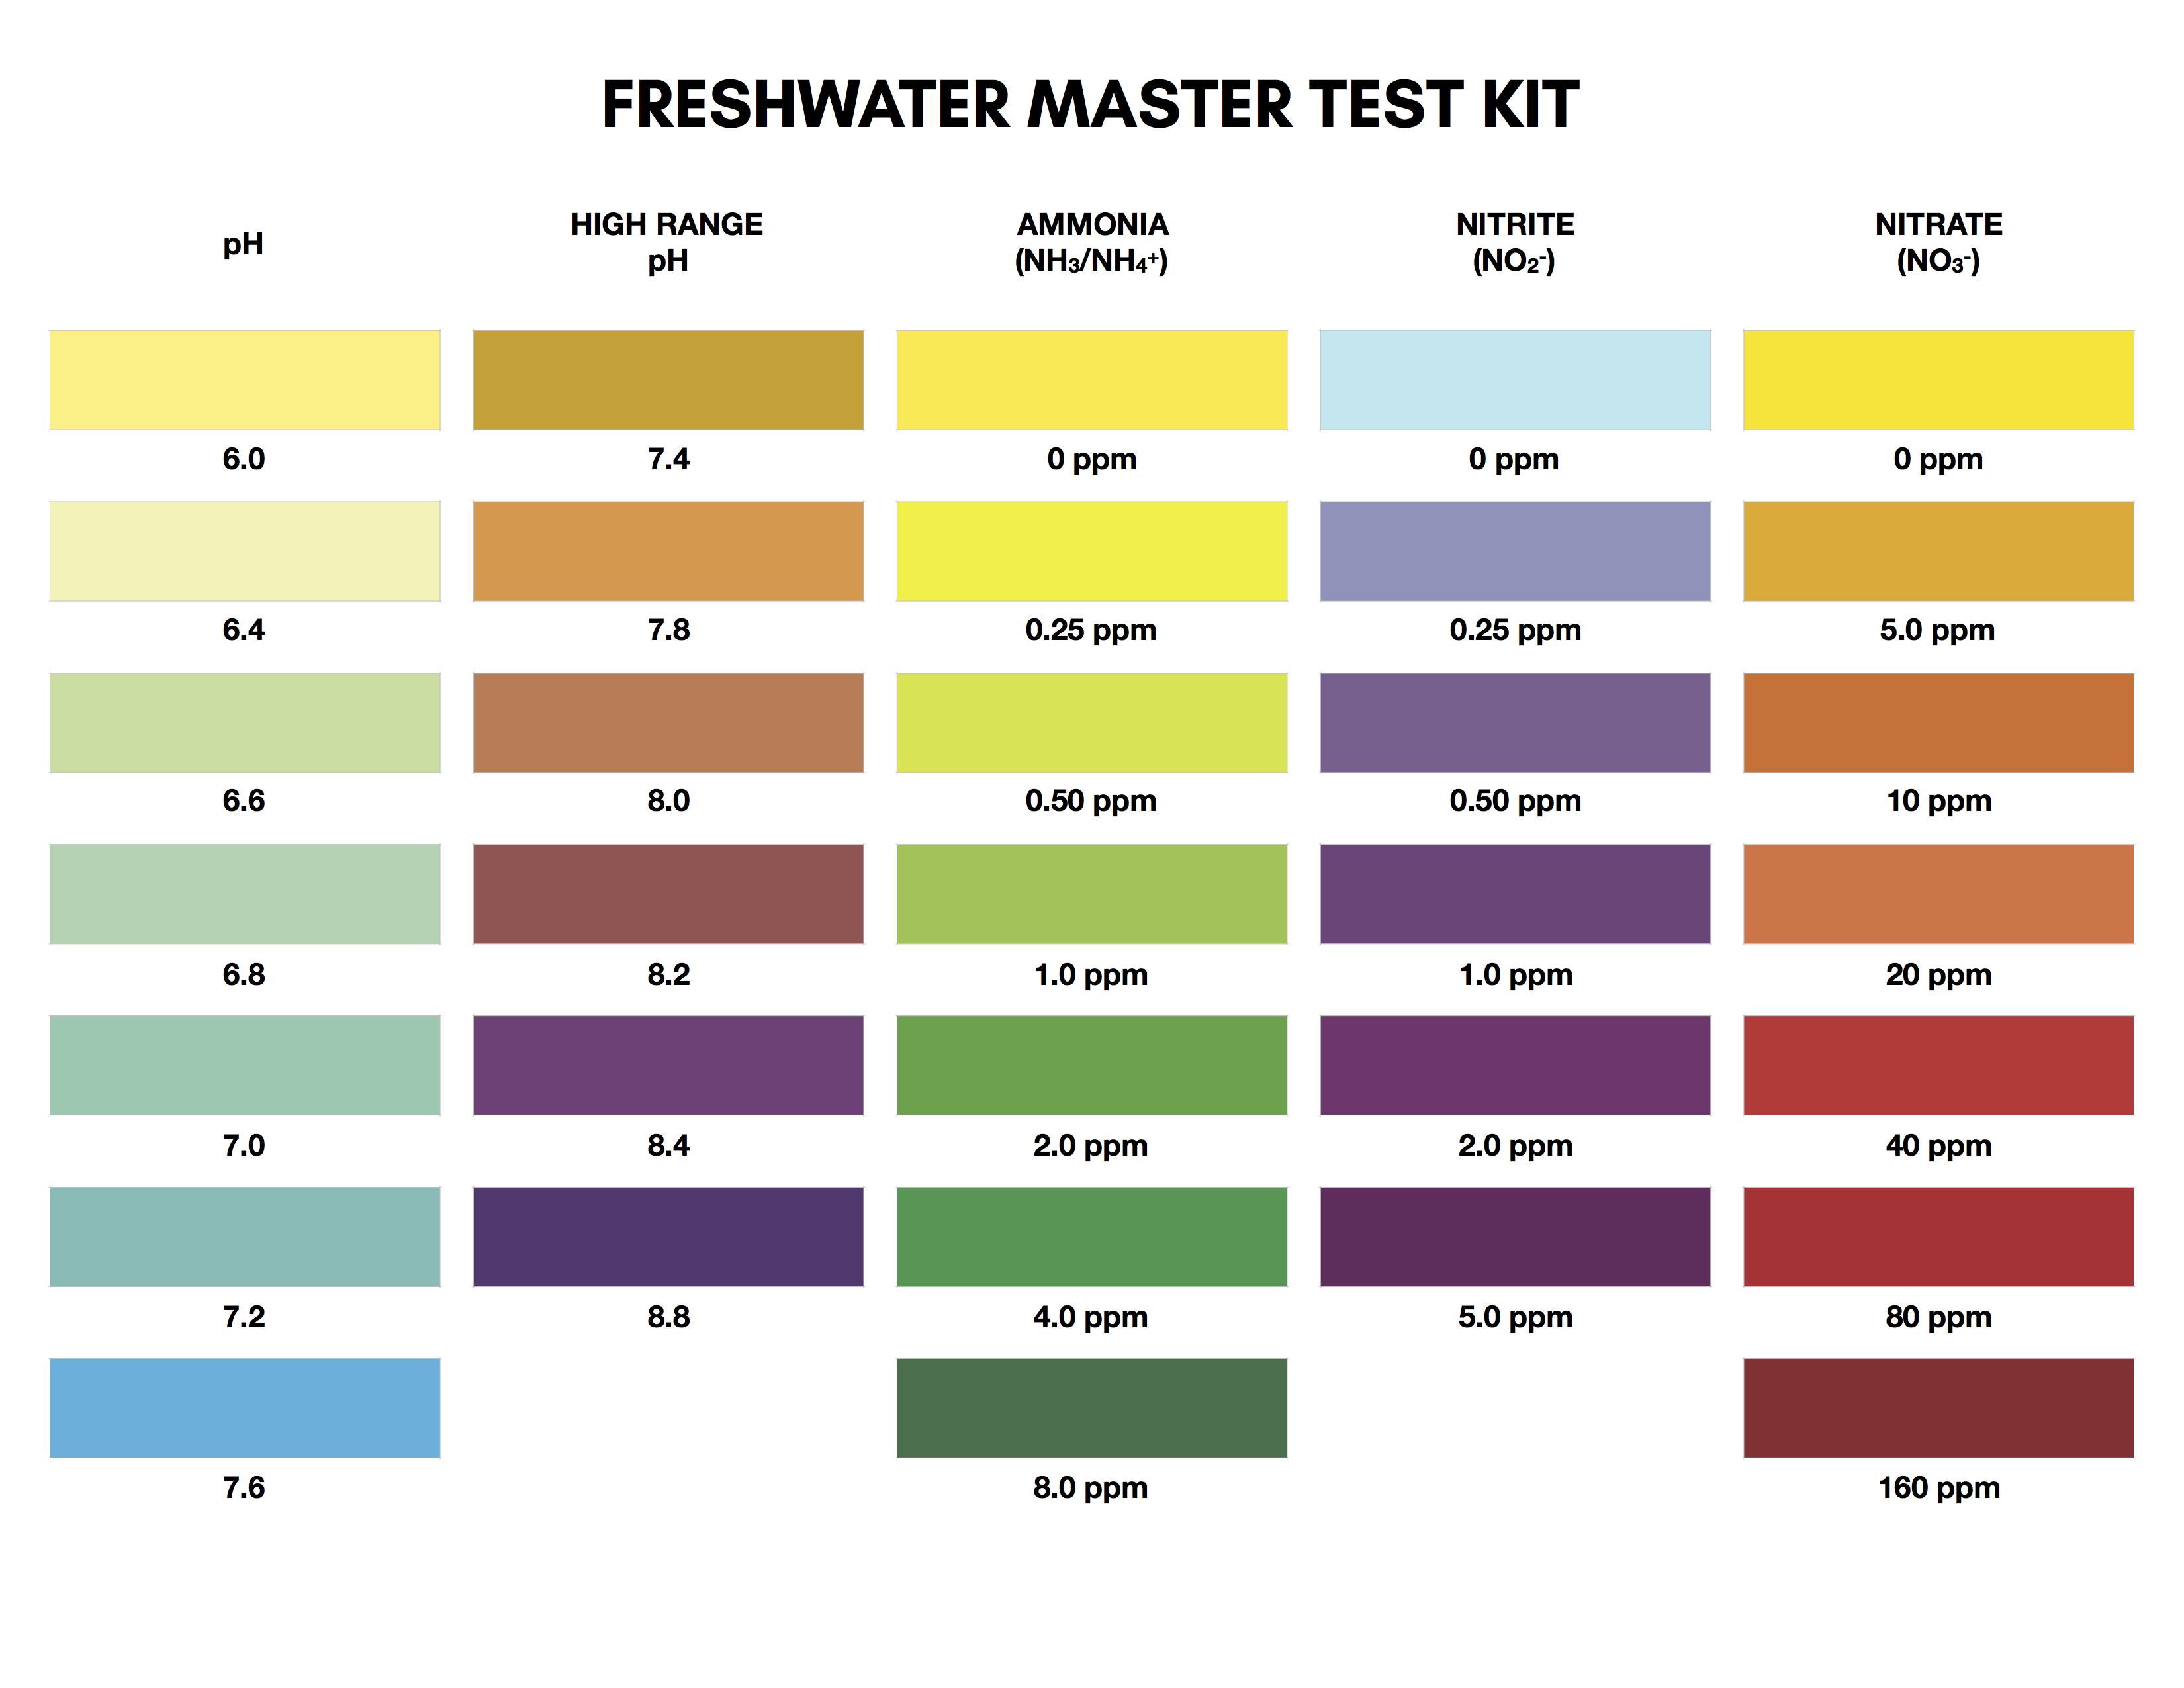 FRESHWATER MASTER TEST KIT
pH
HIGH RANGE
pH
AMMONIA
(NH₃/NH₄⁺)
NITRITE
(NO₂⁻)
NITRATE
(NO₃⁻)
6.0 7.4 0 ppm 0 ppm 0 ppm
6.4 7.8 0.25 ppm 0.25 ppm 5.0 ppm
6.6 8.0 0.50 ppm 0.50 ppm 10 ppm
6.8 8.2 1.0 ppm 1.0 ppm 20 ppm
7.0 8.4 2.0 ppm 2.0 ppm 40 ppm
7.2 8.8 4.0 ppm 5.0 ppm 80 ppm
7.6 8.0 ppm 160 ppm